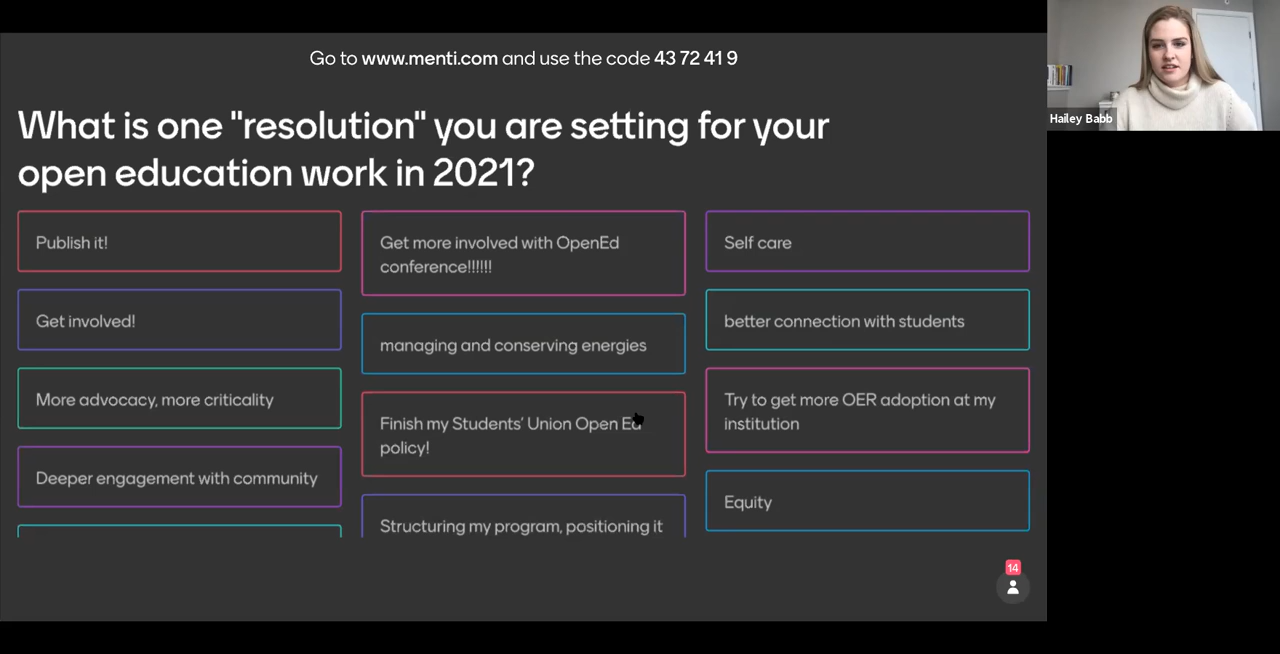 Go to www.menti.com and use the code 43 72 41 9
What is one "resolution" you are setting for your
open education work in 2021?
Publish it!
Get involved!
More advocacy, more criticality
Deeper engagement with community
Get more involved with OpenEd
conference!!!!!!
managing and conserving energies
Finish my Students' Union Open Ed
policy!
Structuring my program, positioning it
Self care
better connection with students
Try to get more OER adoption at my
institution
Equity
14
Hailey Babb